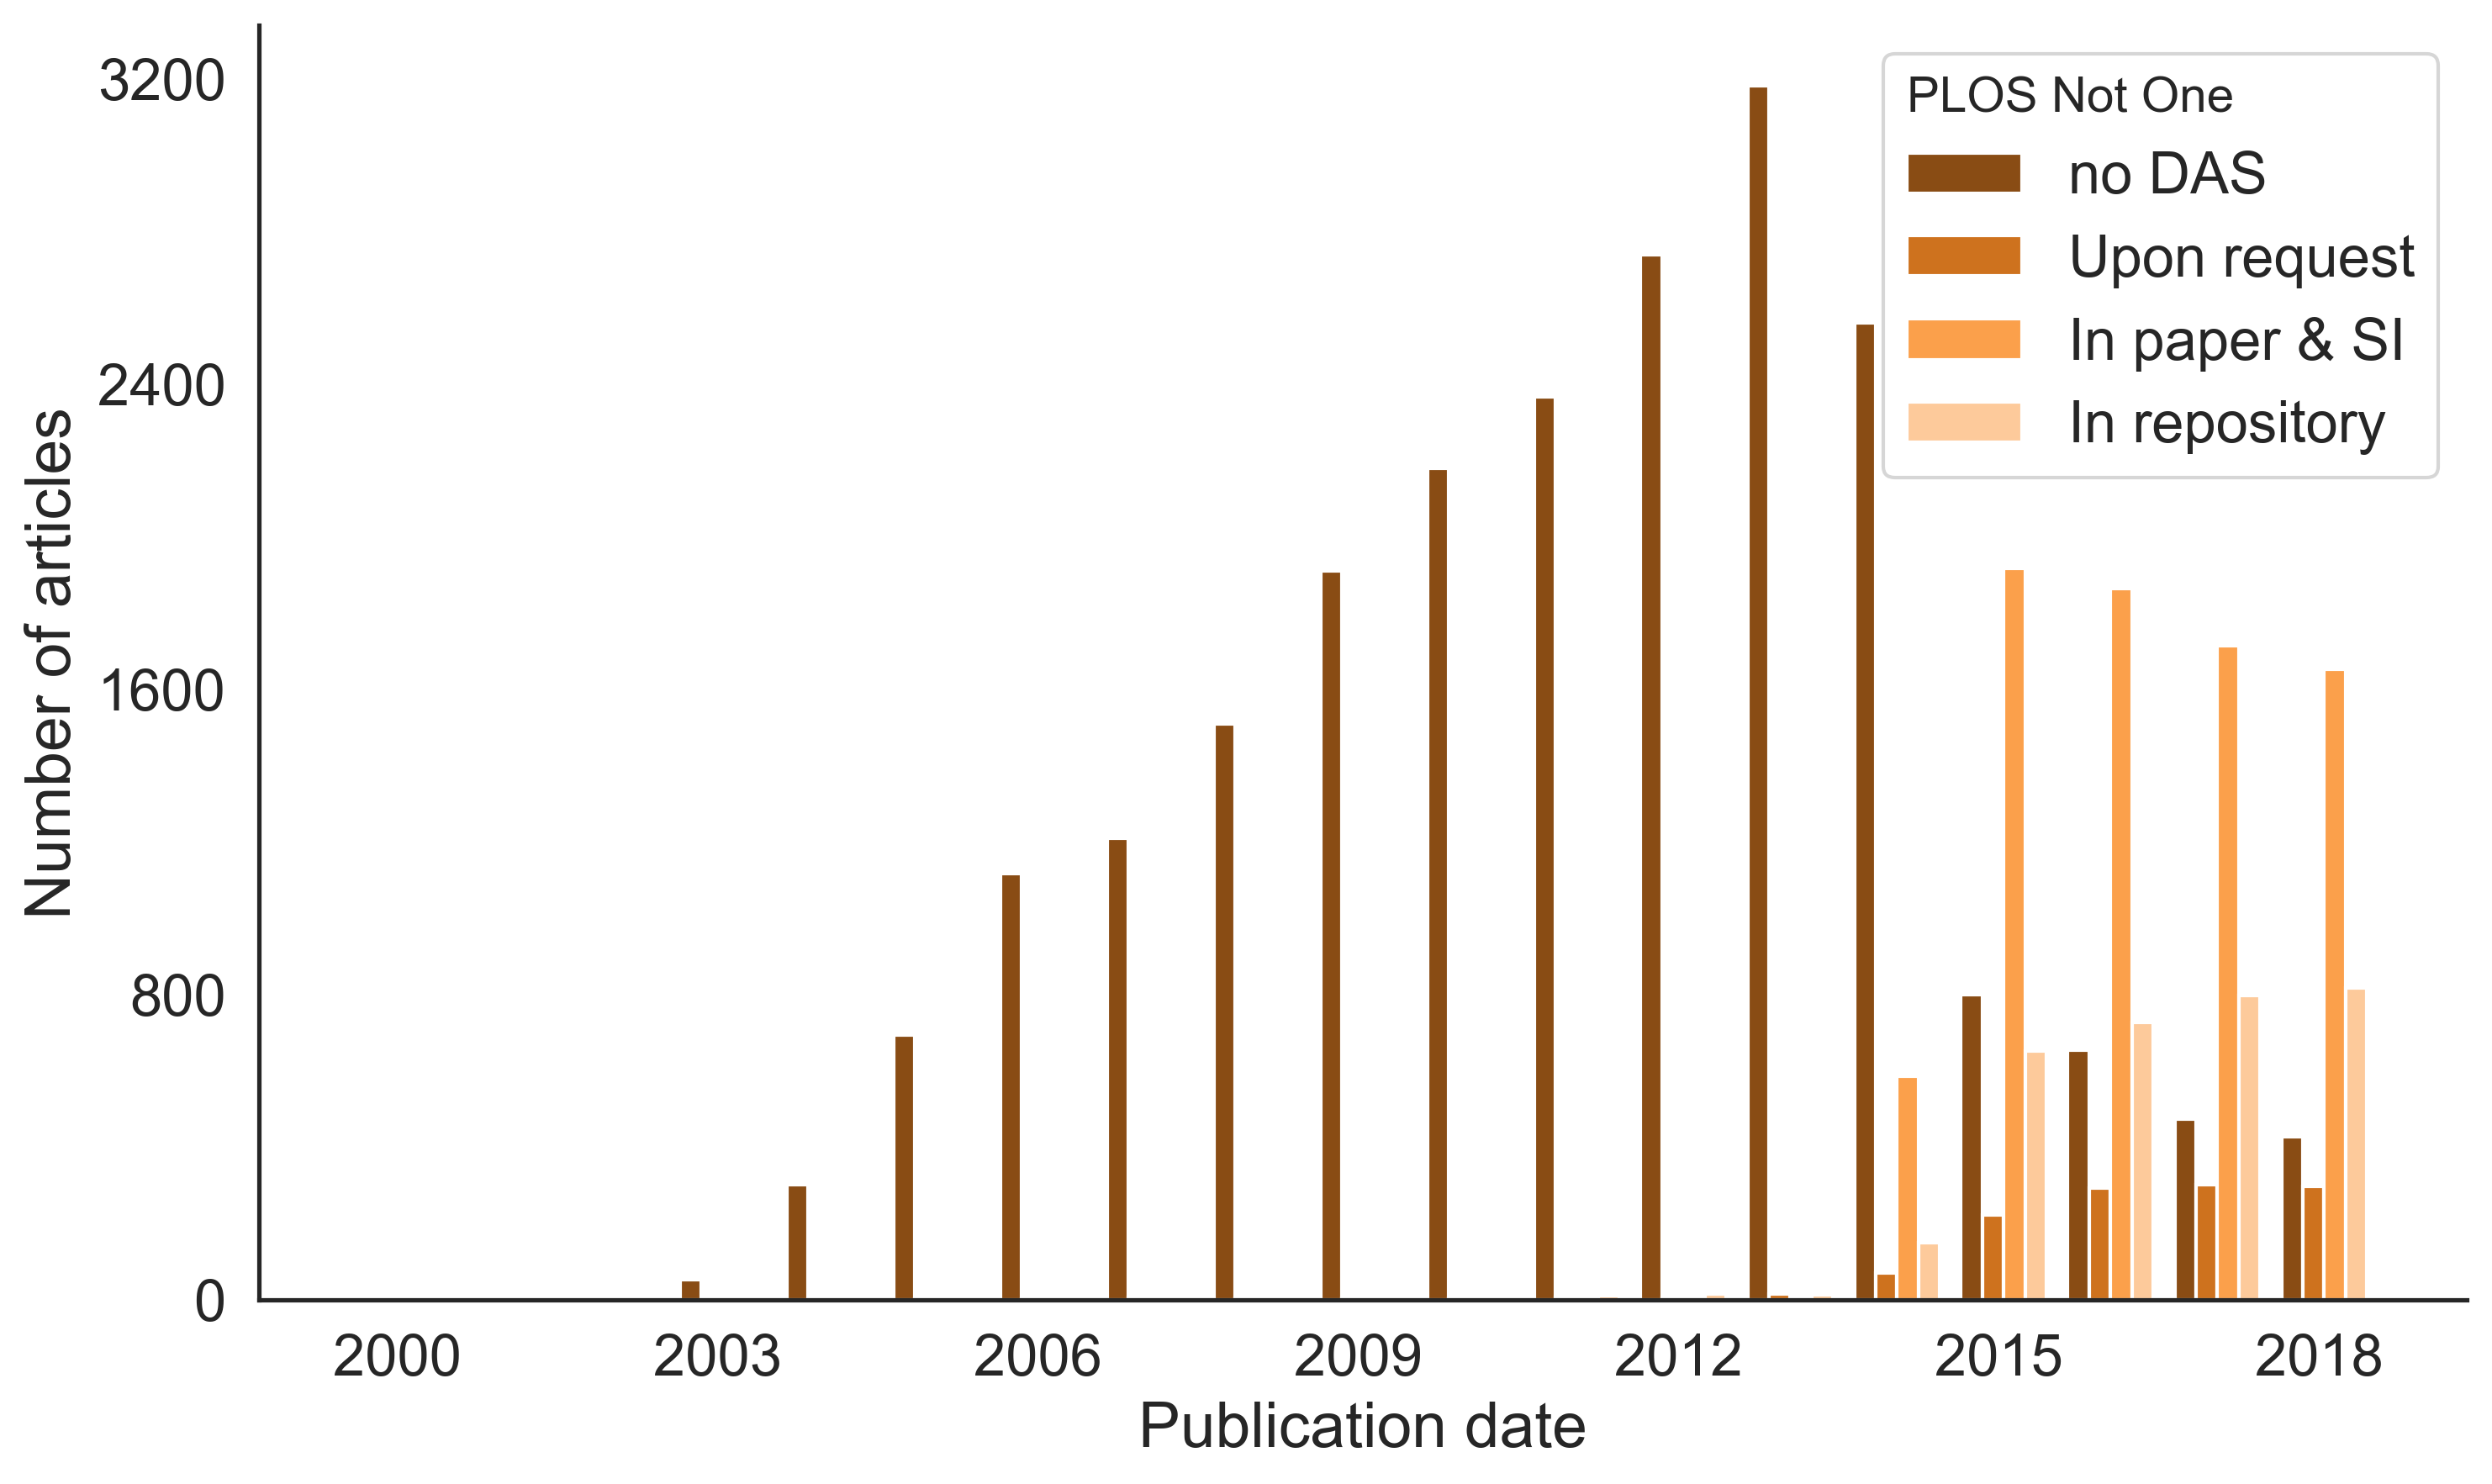 3200
2400
1600
800
0
Number of articles
2000
2003
2006
2009
2012
2015
2018
Publication date
PLOS Not One
no DAS
Upon request
In paper & SI
In repository